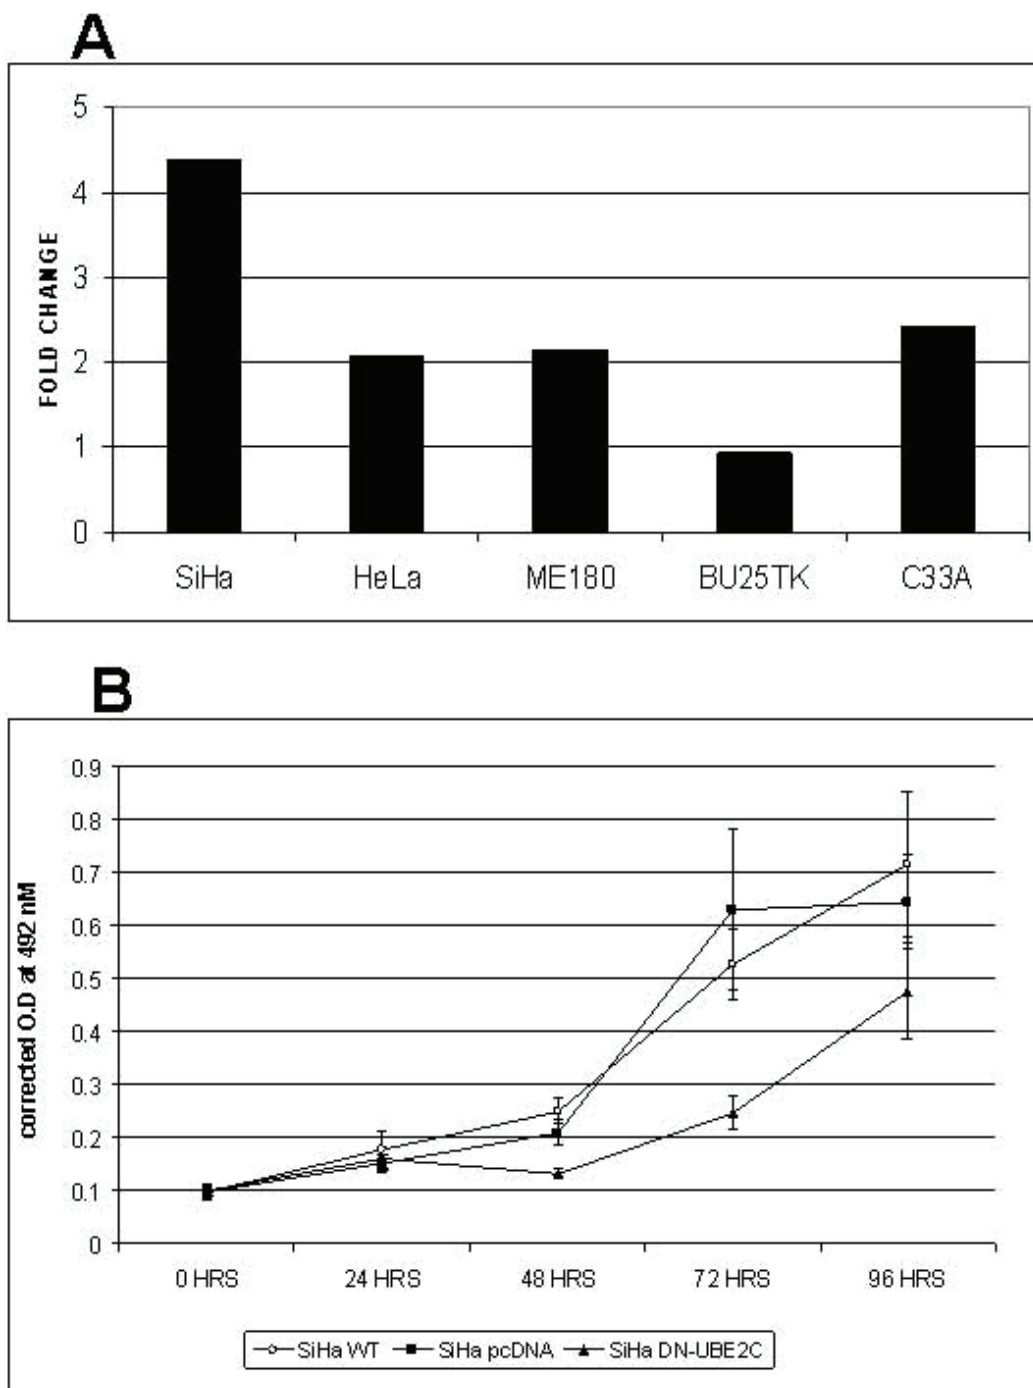 A
5
4
3
2
1
0
FOLD CHANGE
SiHa HeLa ME180 BU25TK C33A
B
0.9
0.8
0.7
0.6
0.5
0.4
0.3
0.2
0.1
0
corrected O.D at 492 nM
0 HRS 24 HRS 48 HRS 72 HRS 96 HRS
SiHa WT SiHa pcDNA SiHa DN-UBE2C